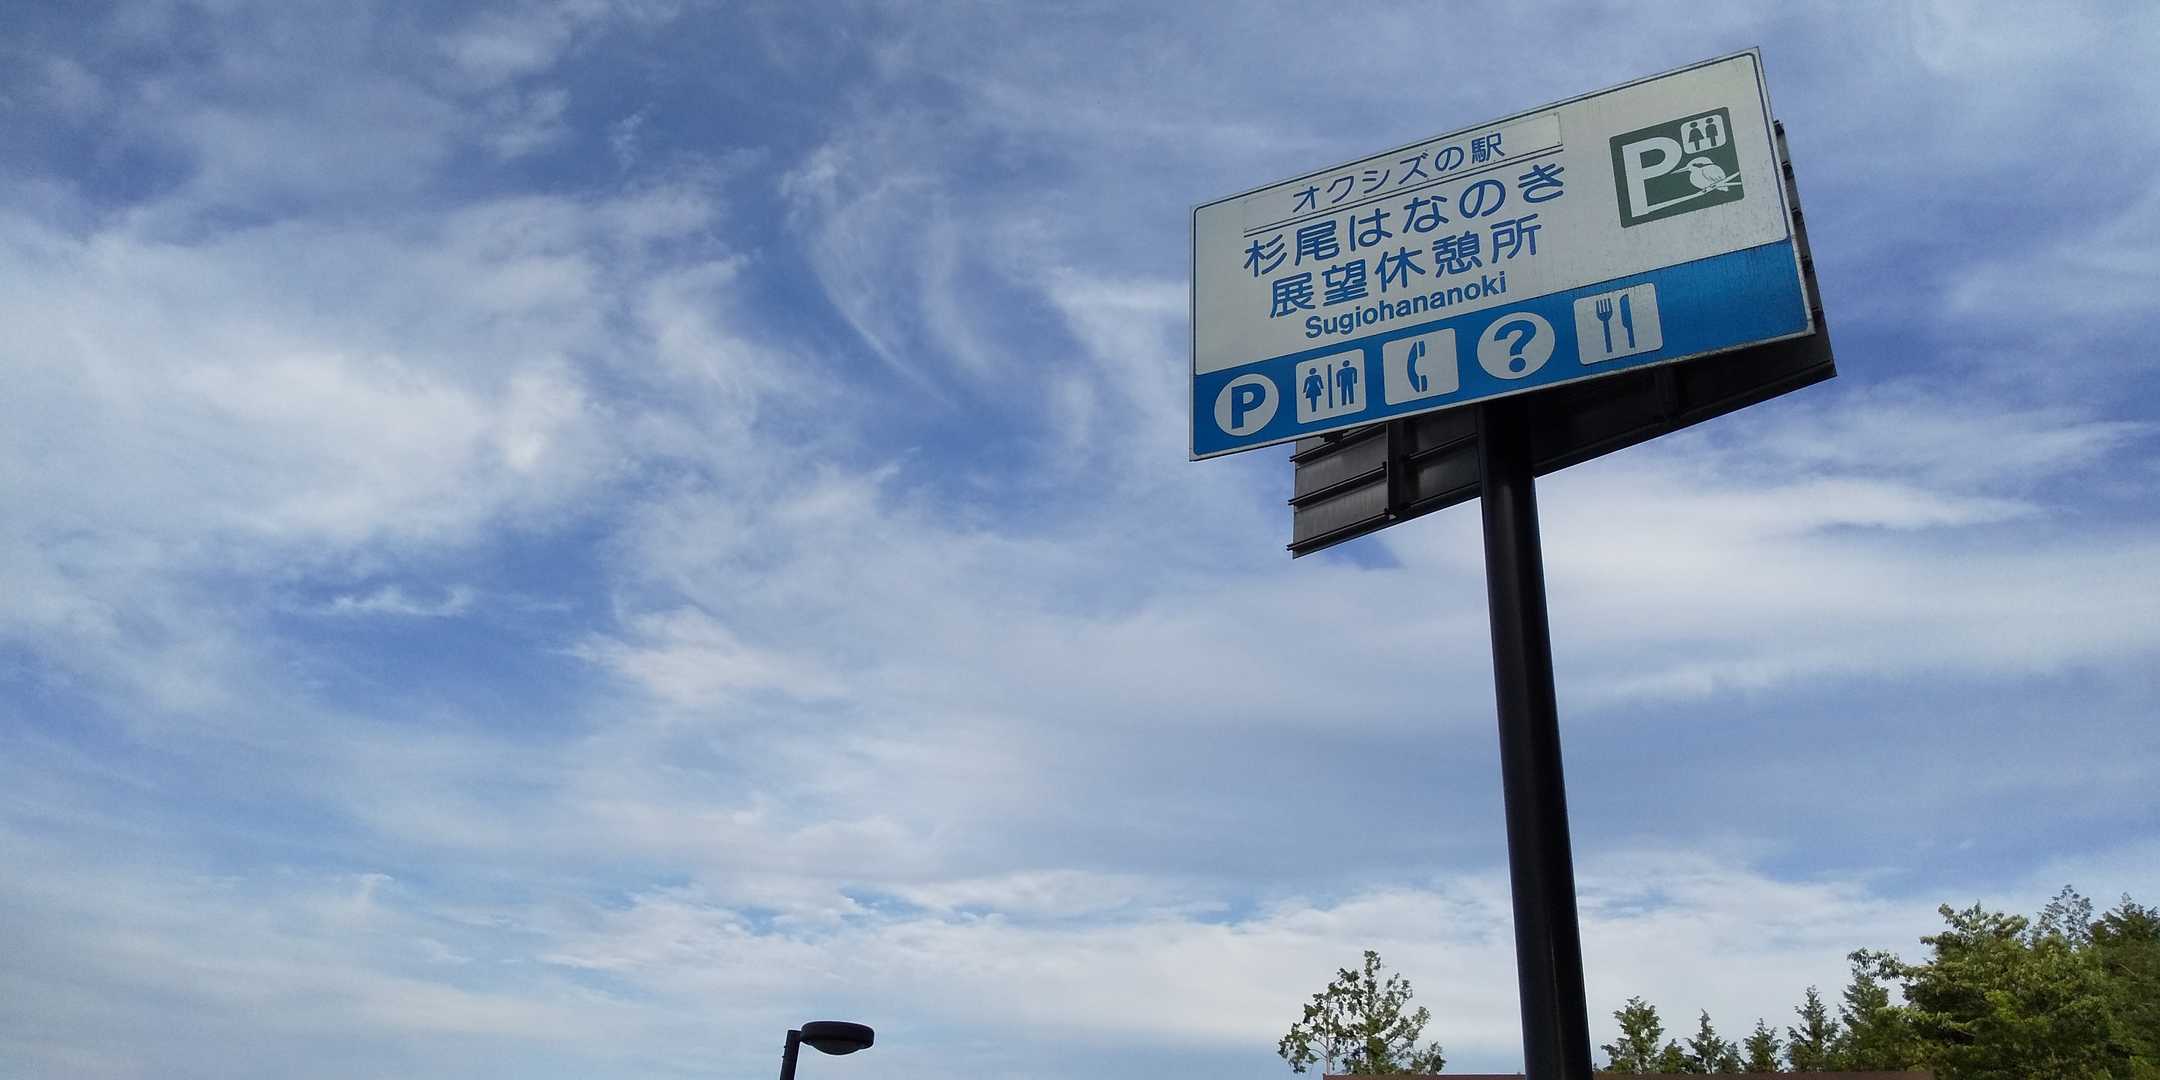 オクシズの駅
杉尾はなのき
展望休憩所
Sugiohananoki
P
P ?